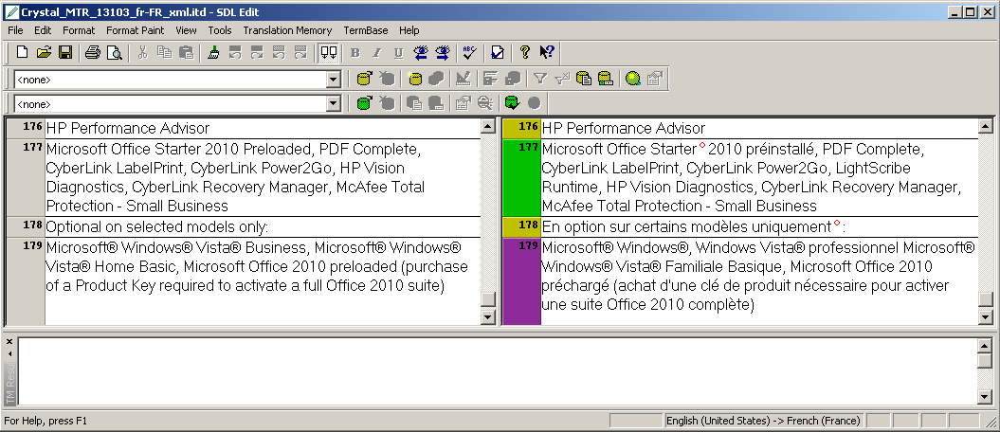 Crystal_MTR_13103_fr-FR_xml.itd - SDL Edit
File Edit Format Format Paint View Tools Translation Memory TermBase Help
B I U ABC
<none>
<none>
176 HP Performance Advisor
177 Microsoft Office Starter 2010 Preloaded, PDF Complete,
CyberLink LabelPrint, CyberLink Power2Go, HP Vision
Diagnostics, CyberLink Recovery Manager, McAfee Total
Protection - Small Business
178 Optional on selected models only:
179 Microsoft® Windows® Vista® Business, Microsoft® Windows®
Vista® Home Basic, Microsoft Office 2010 preloaded (purchase
of a Product Key required to activate a full Office 2010 suite)
176 HP Performance Advisor
177 Microsoft Office Starter° 2010 préinstallé, PDF Complete,
CyberLink LabelPrint, CyberLink Power2Go, LightScribe
Runtime, HP Vision Diagnostics, CyberLink Recovery Manager,
McAfee Total Protection - Small Business
178 En option sur certains modèles uniquement°:
179 Microsoft® Windows®, Windows Vista® professionnel Microsoft®
Windows® Vista® Familiale Basique, Microsoft Office 2010
préchargé (achat d'une clé de produit nécessaire pour activer
une suite Office 2010 complète)
TM Resul
For Help, press F1
English (United States) -> French (France)